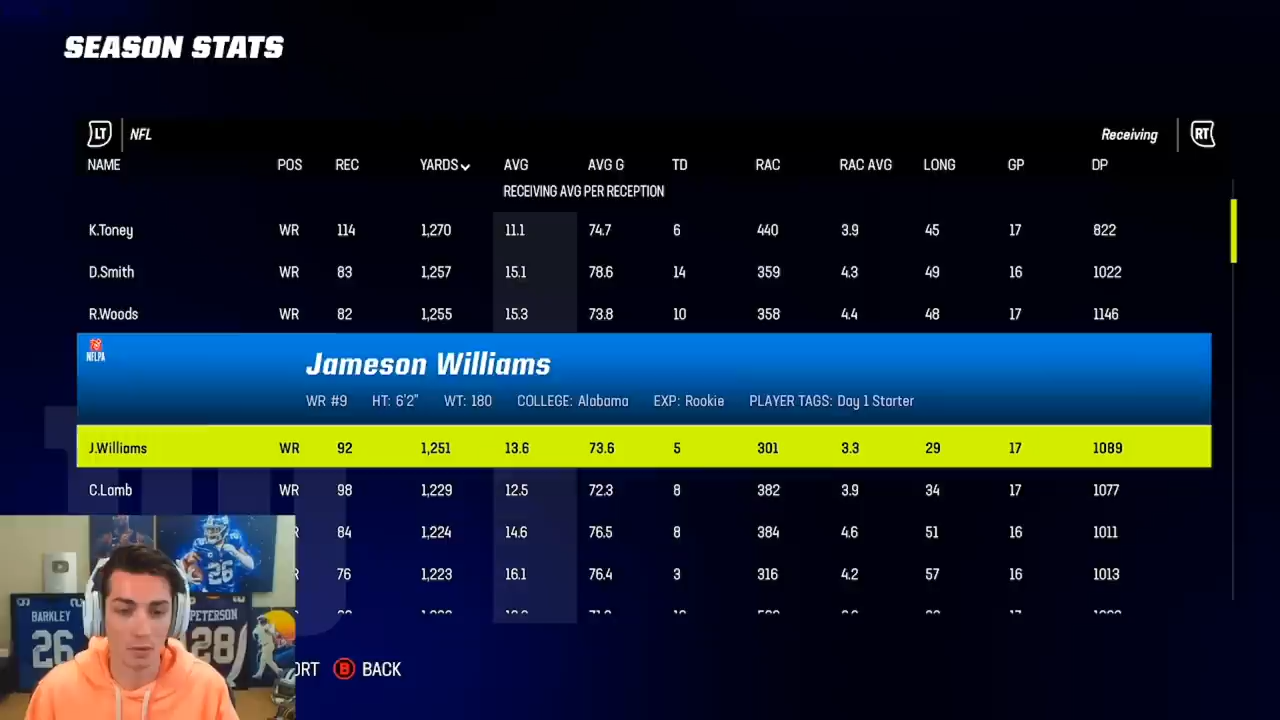 SEASON STATS
LT NFL Receiving RT
NAME POS REC YARDS AVG AVG G TD RAC RAC AVG LONG GP DP
RECEIVING AVG PER RECEPTION
K.Toney WR 114 1,270 11.1 74.7 6 440 3.9 45 17 822
D.Smith WR 83 1,257 15.1 78.6 14 359 4.3 49 16 1022
R.Woods WR 82 1,255 15.3 73.8 10 358 4.4 48 17 1146
NFLPA
Jameson Williams
WR #9 HT: 6'2" WT: 180 COLLEGE: Alabama EXP: Rookie PLAYER TAGS: Day 1 Starter
J.Williams WR 92 1,251 13.6 73.6 5 301 3.3 29 17 1089
C.Lamb WR 98 1,229 12.5 72.3 8 382 3.9 34 17 1077
R 84 1,224 14.6 76.5 8 384 4.6 51 16 1011
R 76 1,223 16.1 76.4 3 316 4.2 57 16 1013
26
BARKLEY
26
PETERSON
28
ORT B BACK